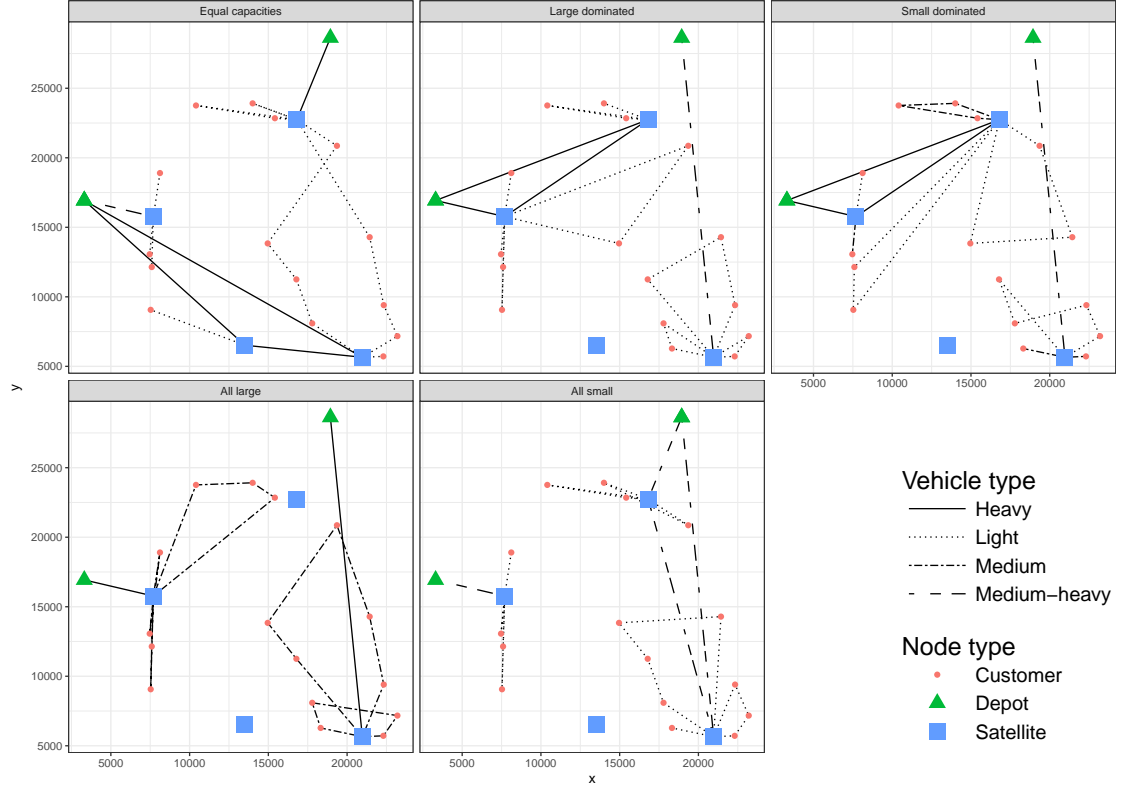 Equal capacities
Large dominated
Small dominated
25000
20000
15000
10000
5000
5000 10000 15000 20000
y
All large
All small
25000
20000
15000
10000
5000
5000 10000 15000 20000
5000 10000 15000 20000
x
Vehicle type
Heavy
Light
Medium
Medium−heavy
Node type
Customer
Depot
Satellite